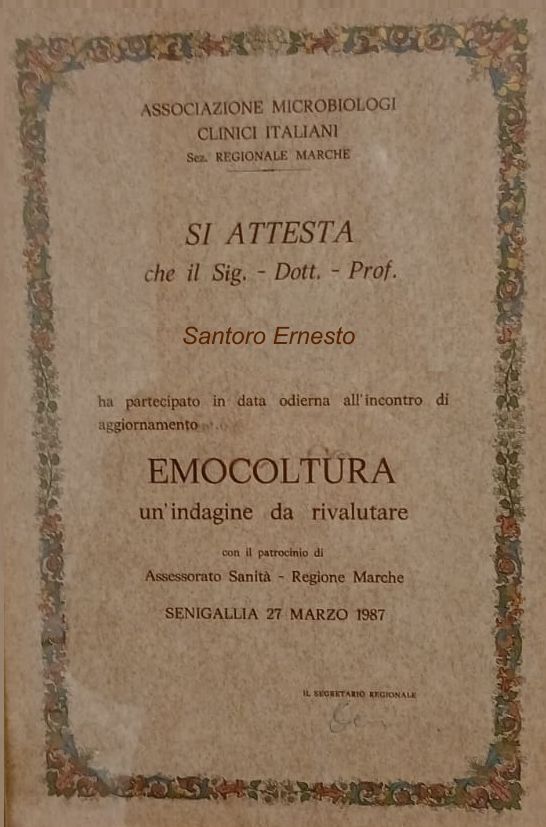 ASSOCIAZIONE MICROBIOLOGI
CLINICI ITALIANI
Sez. REGIONALE MARCHE
SI ATTESTA
che il Sig. - Dott. - Prof.
Santoro Ernesto
ha partecipato in data odierna all'incontro di
aggiornamento
EMOCOLTURA
un'indagine da rivalutare
con il patrocinio di
Assessorato Sanità - Regione Marche
SENIGALLIA 27 MARZO 1987
IL SEGRETARIO REGIONALE